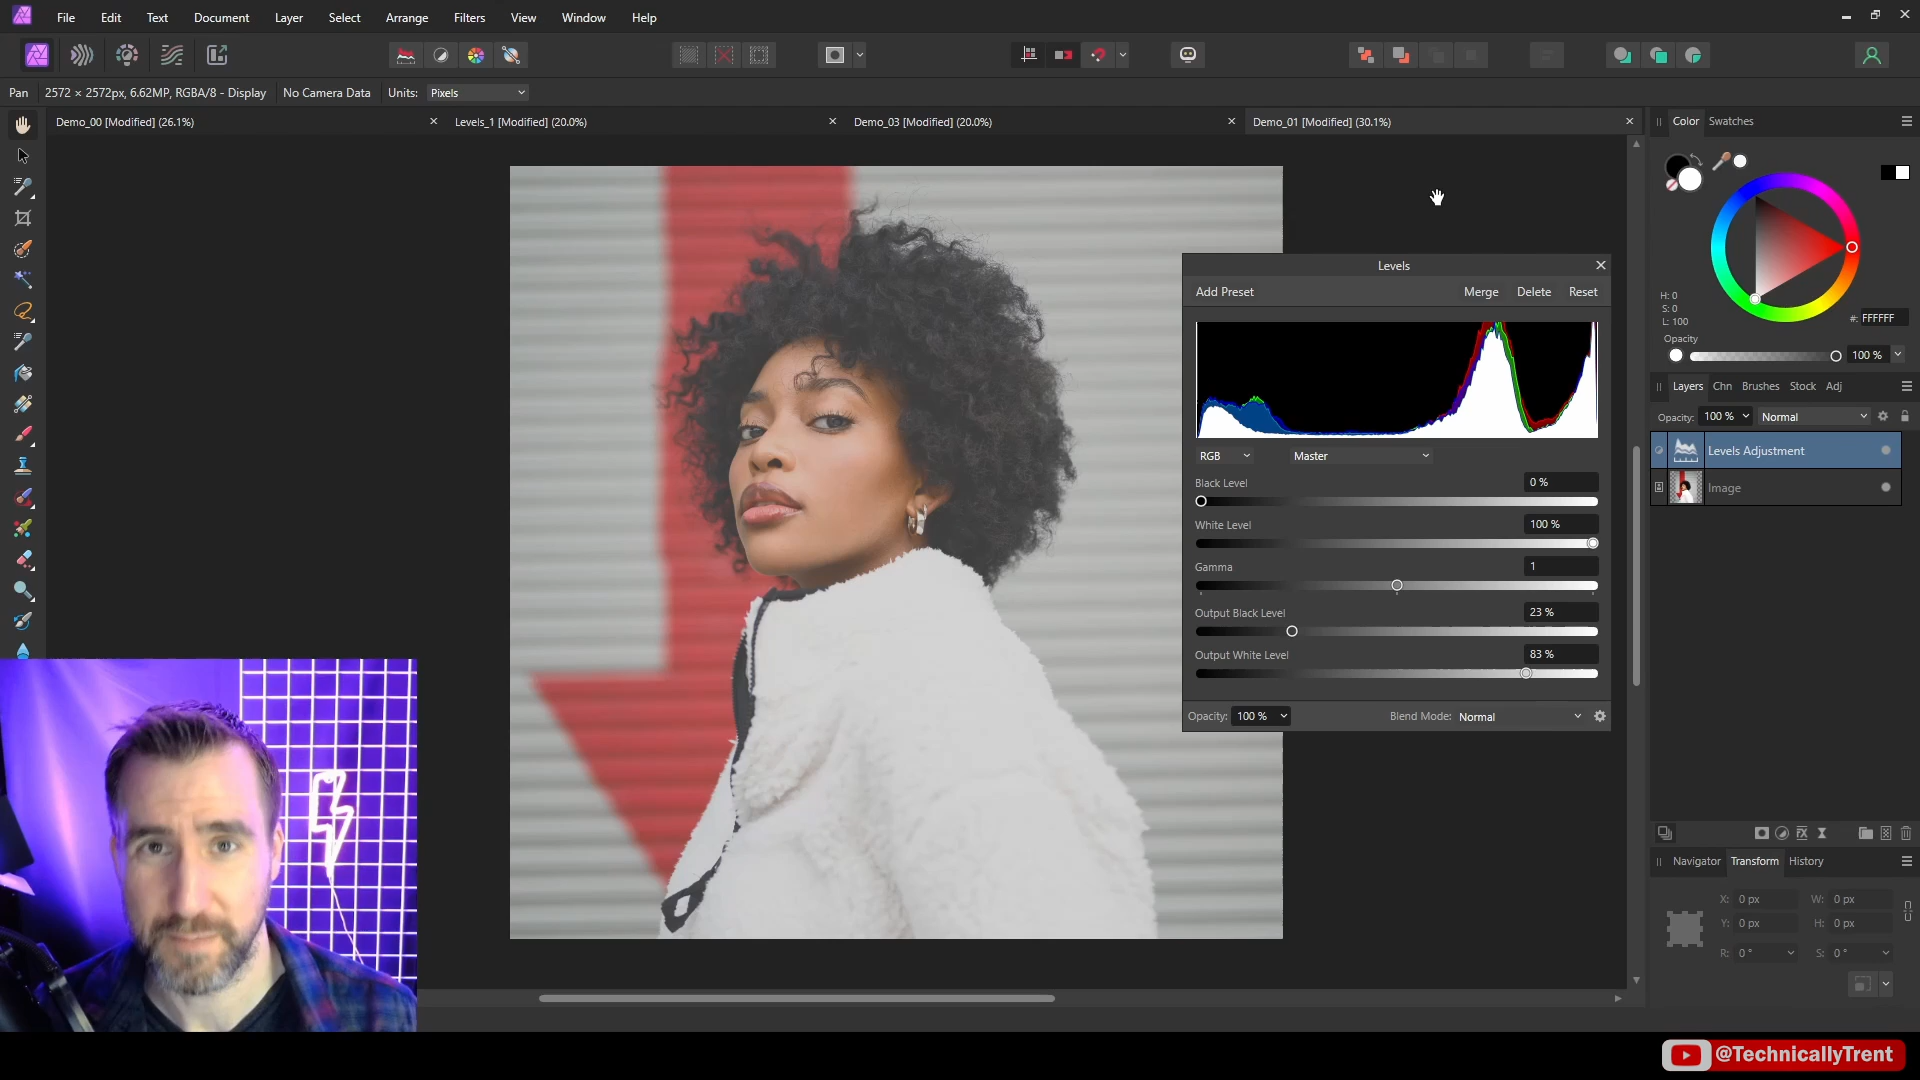 File Edit Text Document Layer Select Arrange Filters View Window Help
Pan 2572 × 2572px, 6.62MP, RGBA/8 - Display No Camera Data Units: Pixels
Demo_00 [Modified] (26.1%) Levels_1 [Modified] (20.0%) Demo_03 [Modified] (20.0%) Demo_01 [Modified] (30.1%)
Color Swatches
H: 0
S: 0
L: 100
#: FFFFFF
Opacity
100 %
Levels
Add Preset Merge Delete Reset
RGB Master
Black Level 0 %
White Level 100 %
Gamma 1
Output Black Level 23 %
Output White Level 83 %
Opacity: 100 % Blend Mode: Normal
Layers Chn Brushes Stock Adj
Opacity: 100 % Normal
Levels Adjustment
Image
FX
Navigator Transform History
X: 0 px W: 0 px
Y: 0 px H: 0 px
R: 0 ° S: 0 °
@TechnicallyTrent